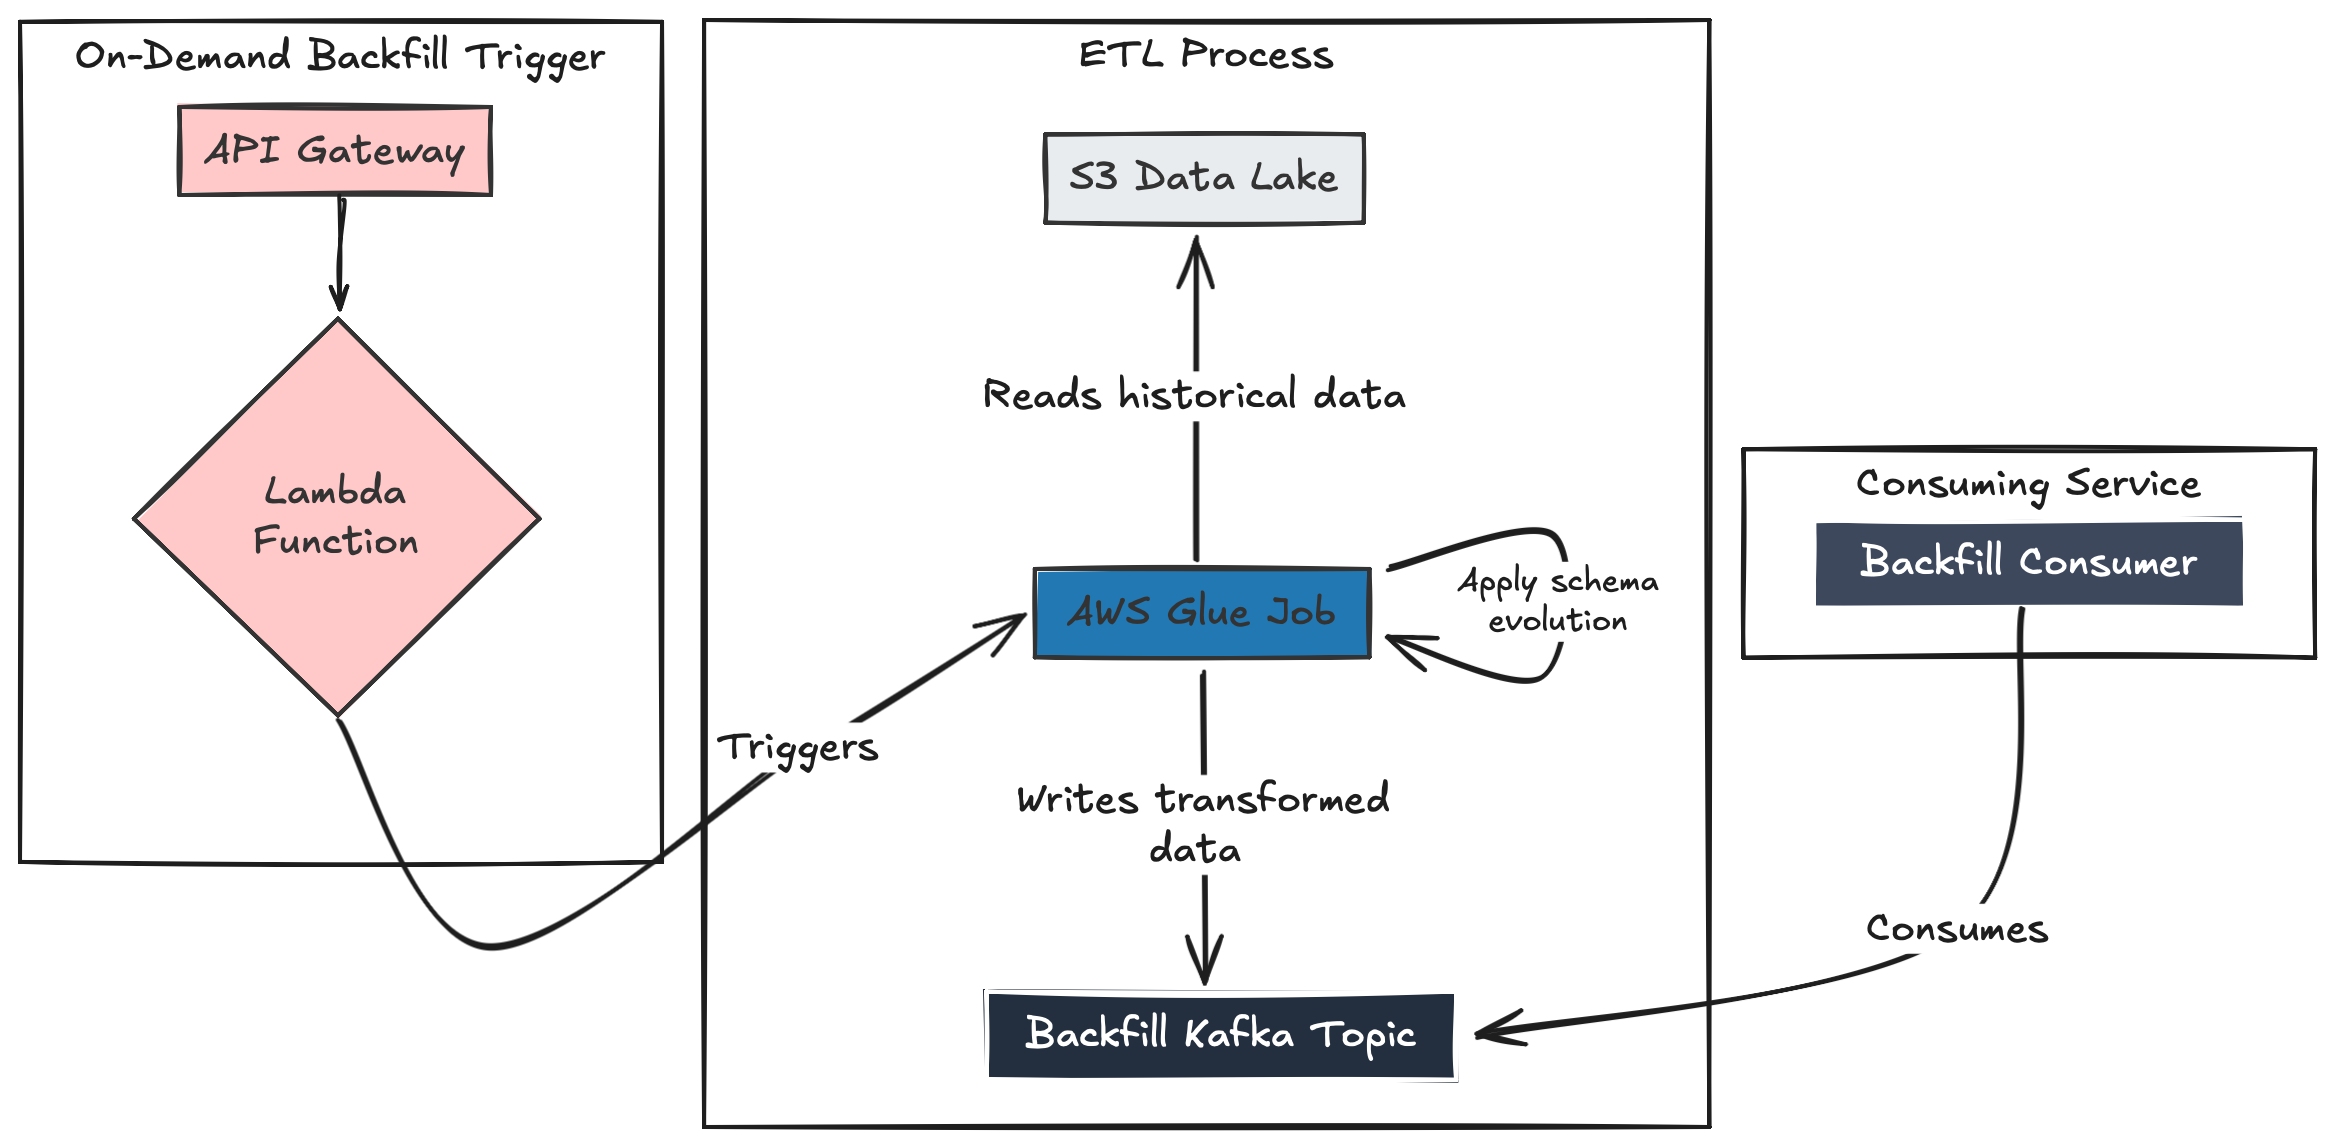 On-Demand Backfill Trigger
API Gateway
Lambda
Function
Triggers
ETL Process
S3 Data Lake
Reads historical data
AWS Glue Job
Apply schema
evolution
Writes transformed
data
Backfill Kafka Topic
Consuming Service
Backfill Consumer
Consumes